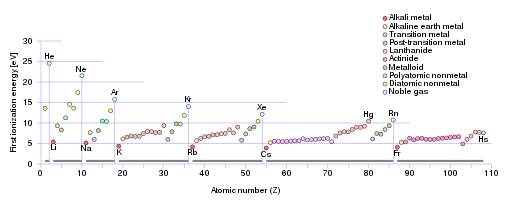 Alkali metal
Alkaline earth metal
Transition metal
Post-transition metal
Lanthanide
Actinide
Metalloid
Polyatomic nonmetal
Diatomic nonmetal
Noble gas
First ionization energy [eV]
30
25
20
15
10
5
0
He
Ne
Ar
Kr
Xe
Hg
Rn
Li
Na
K
Rb
Cs
Fr
Hs
0 10 20 30 40 50 60 70 80 90 100 110
Atomic number (Z)